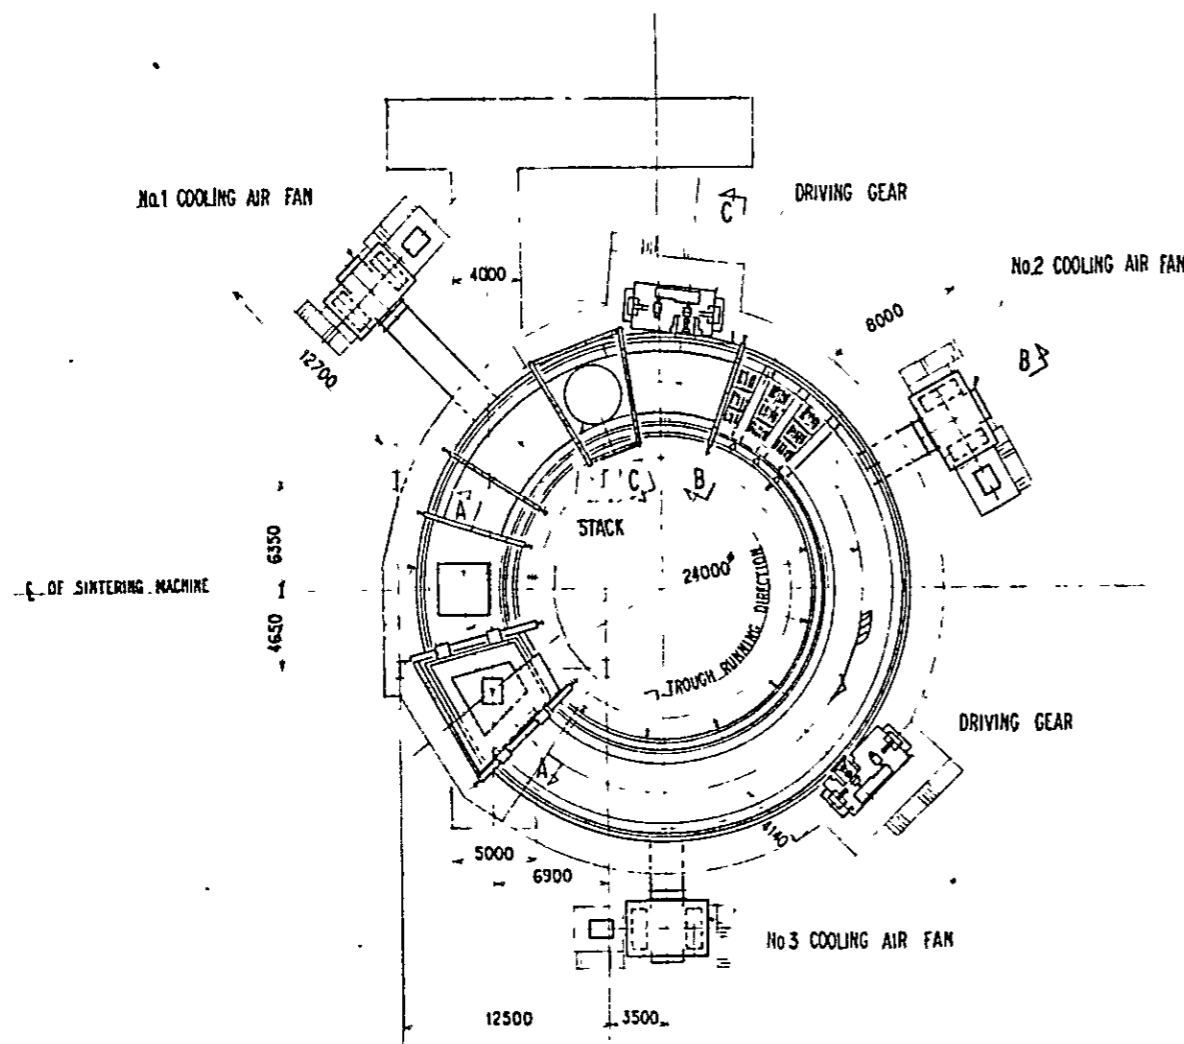 No.1 COOLING AIR FAN
DRIVING GEAR
C
No.2 COOLING AIR FAN
4000
8000
B
12700
C
B
A
STACK
6350
24000ø
℄ OF SINTERING MACHINE
4650
TROUGH RUNNING DIRECTION
DRIVING GEAR
A
4140
5000
6900
No 3 COOLING AIR FAN
12500
3500